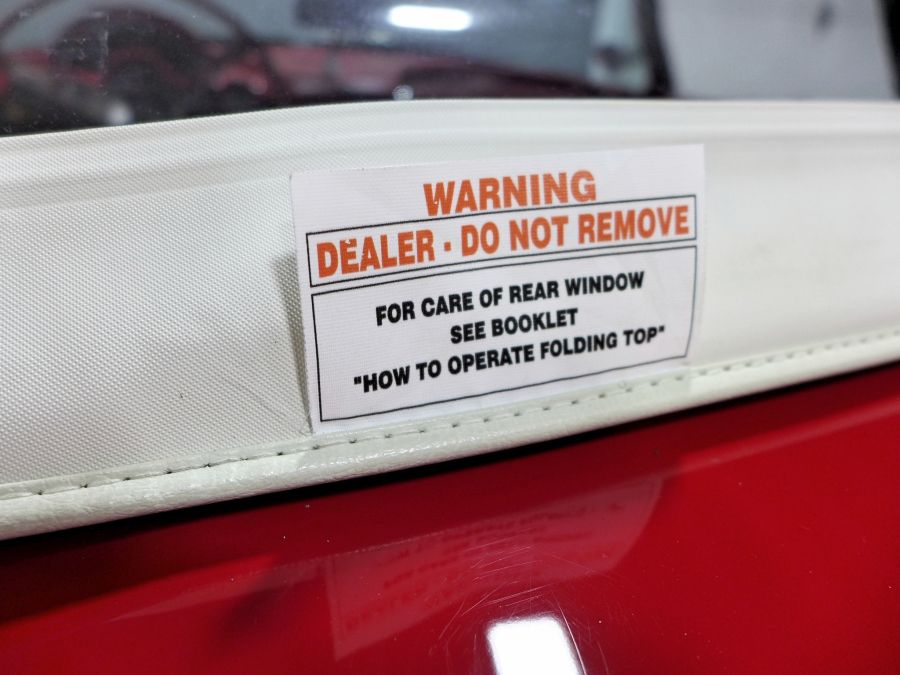 WARNING
DEALER - DO NOT REMOVE
FOR CARE OF REAR WINDOW
SEE BOOKLET
"HOW TO OPERATE FOLDING TOP"